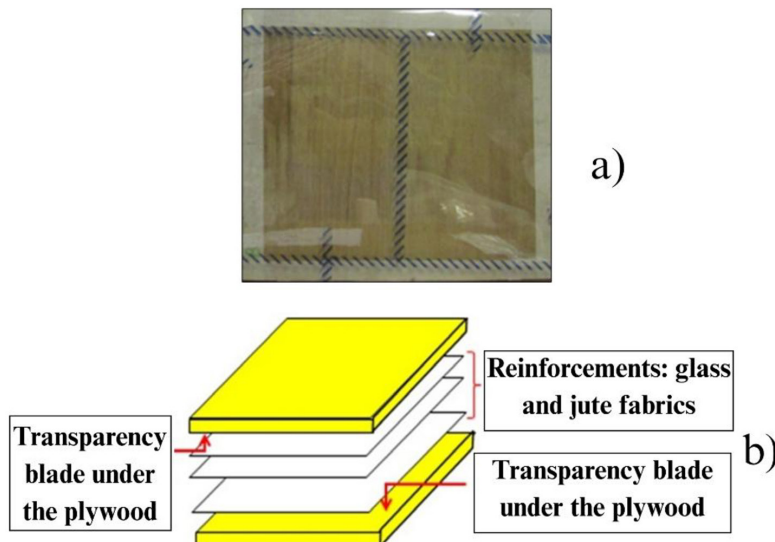 a)
Reinforcements: glass
and jute fabrics
Transparency
blade under
the plywood
b)
Transparency blade
under the plywood